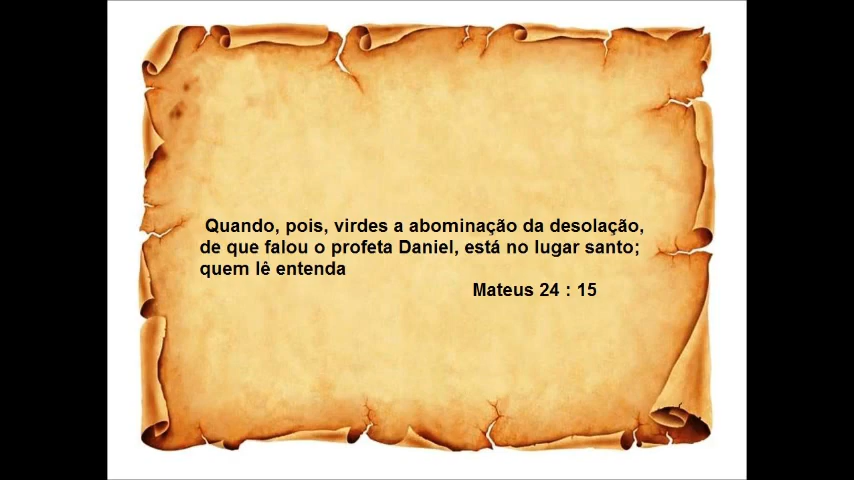 Quando, pois, virdes a abominação da desolação,
de que falou o profeta Daniel, está no lugar santo;
quem lê entenda
Mateus 24 : 15